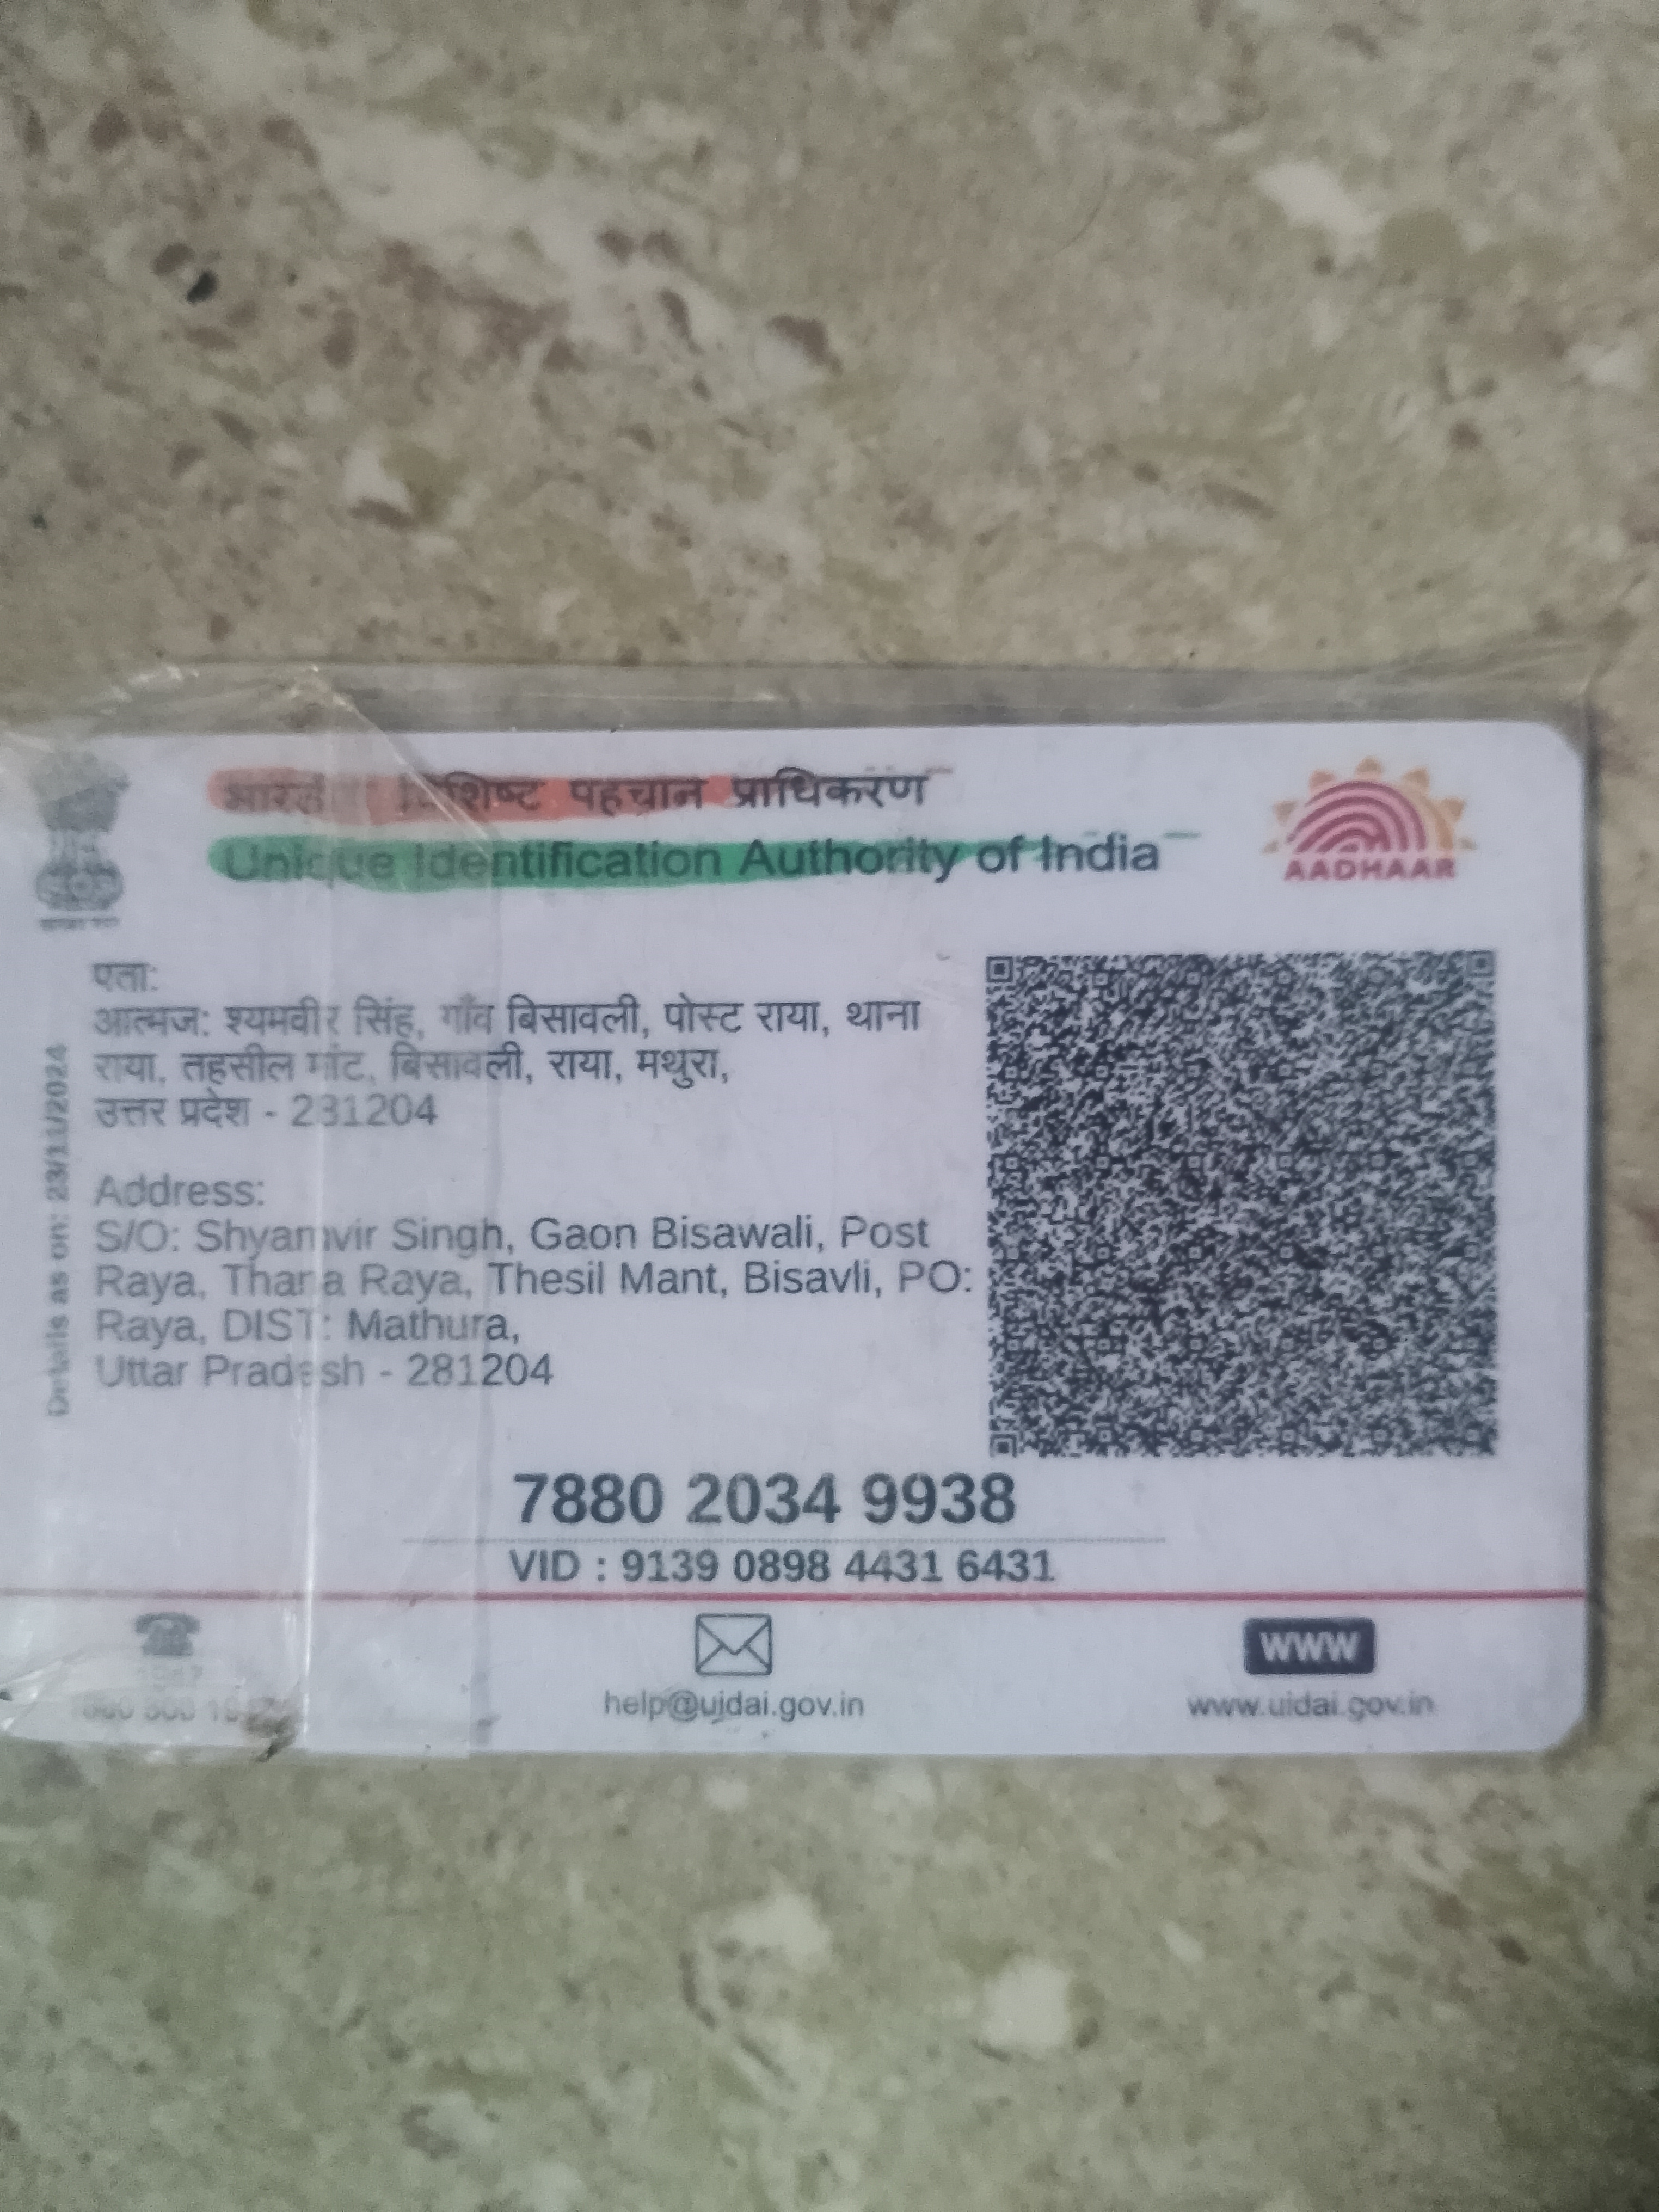 विशिष्ट पहचान प्राधिकरण
Unique Identification Authority of India
AADHAAR
पता:
आत्मज: श्यमवीर सिंह, गाँव बिसावली, पोस्ट राया, थाना
राया, तहसील मांट, बिसावली, राया, मथुरा,
उत्तर प्रदेश - 281204
Details as on: 23/11/2024
Address:
S/O: Shyamvir Singh, Gaon Bisawali, Post
Raya, Thana Raya, Thesil Mant, Bisavli, PO:
Raya, DIST: Mathura,
Uttar Pradesh - 281204
7880 2034 9938
VID : 9139 0898 4431 6431
help@uidai.gov.in
www
www.uidai.gov.in